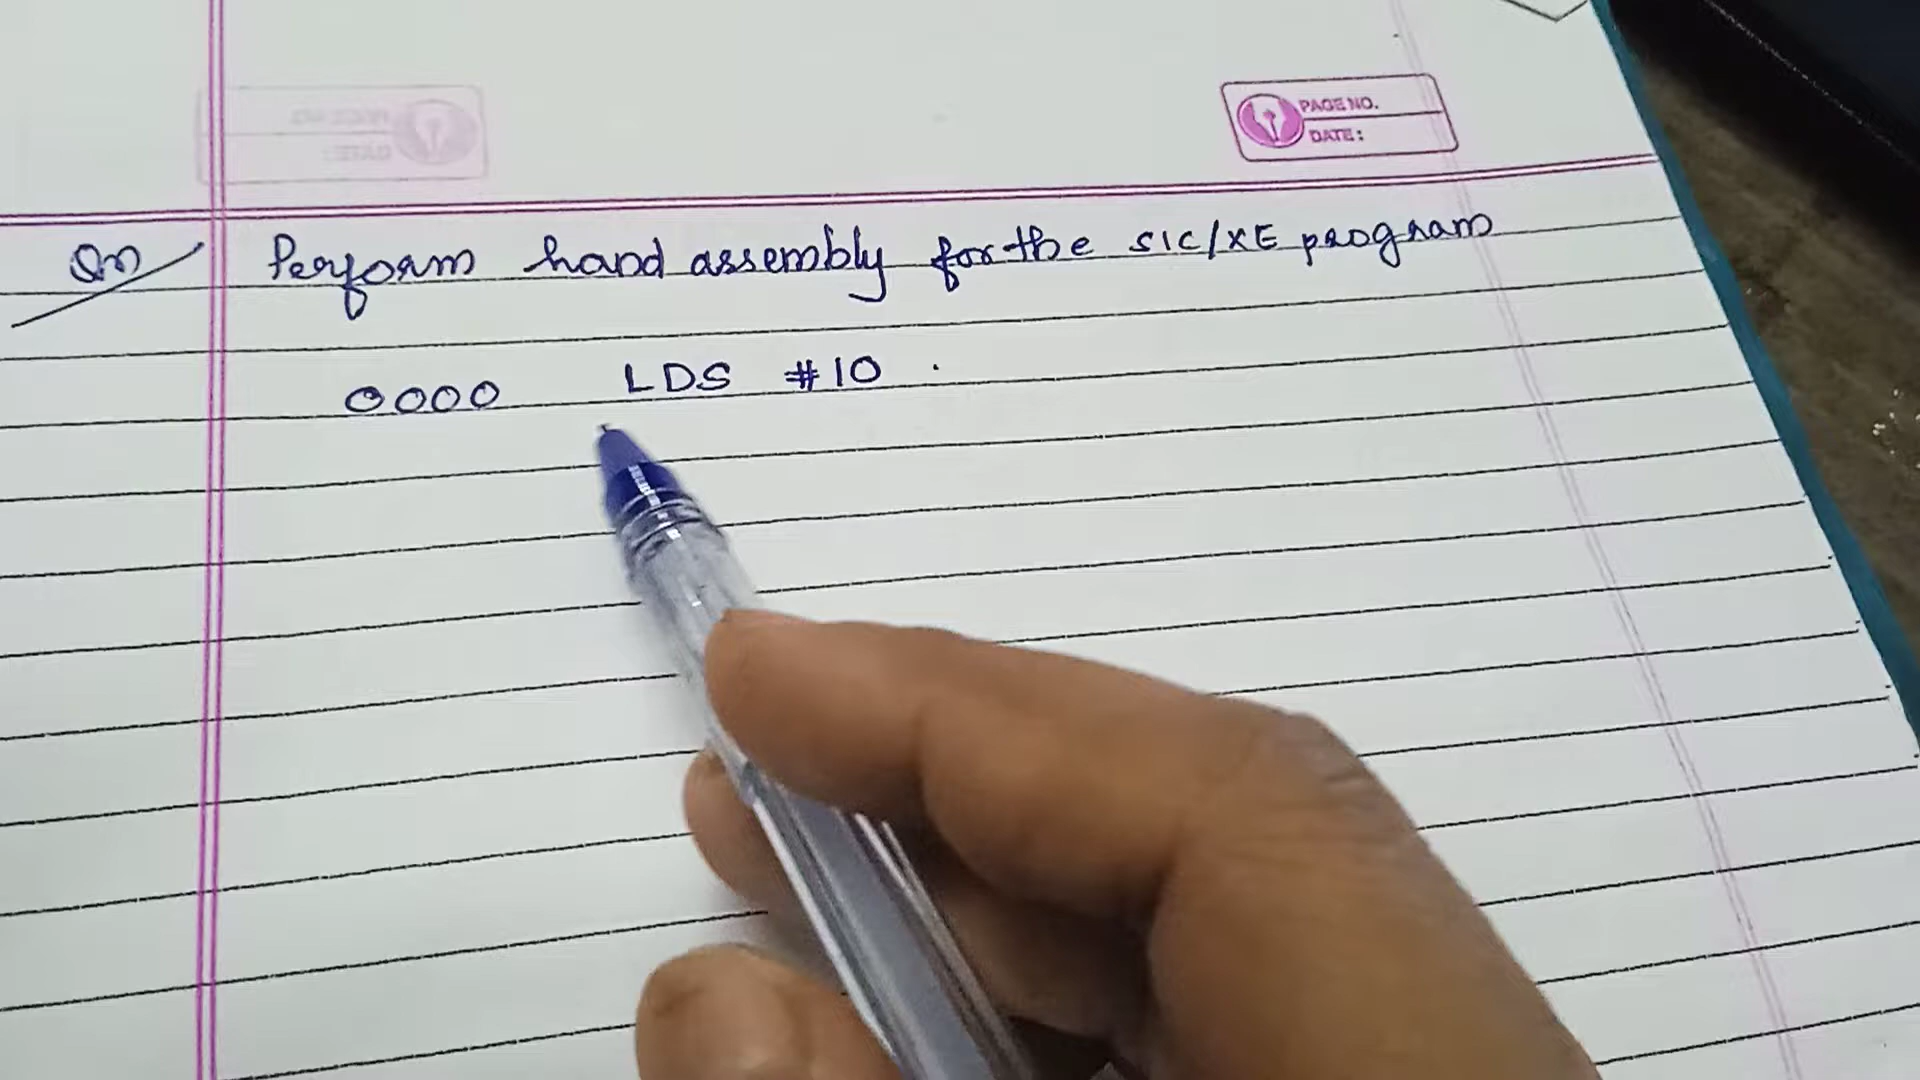 PAGE NO.
DATE:
Qn Perform hand assembly for the SIC/XE program
0000 LDS #10